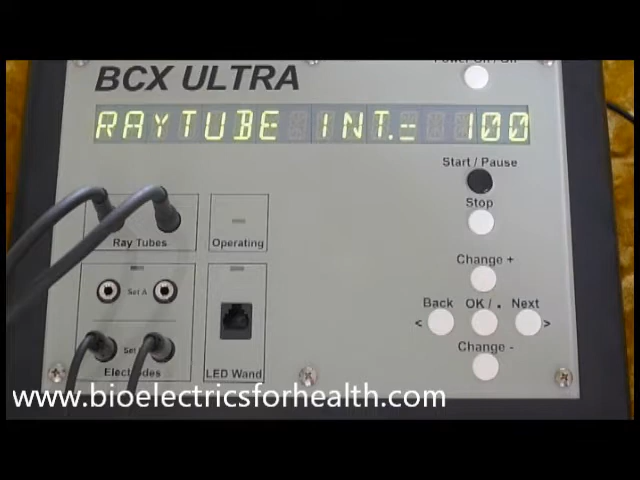 Power On / Off
BCX ULTRA
RAYTUBE INT.= 100
Start / Pause
Stop
Ray Tubes
Operating
Change +
Set A
Back OK / . Next
< >
Change -
Set
Electrodes
LED Wand
www.bioelectricsforhealth.com